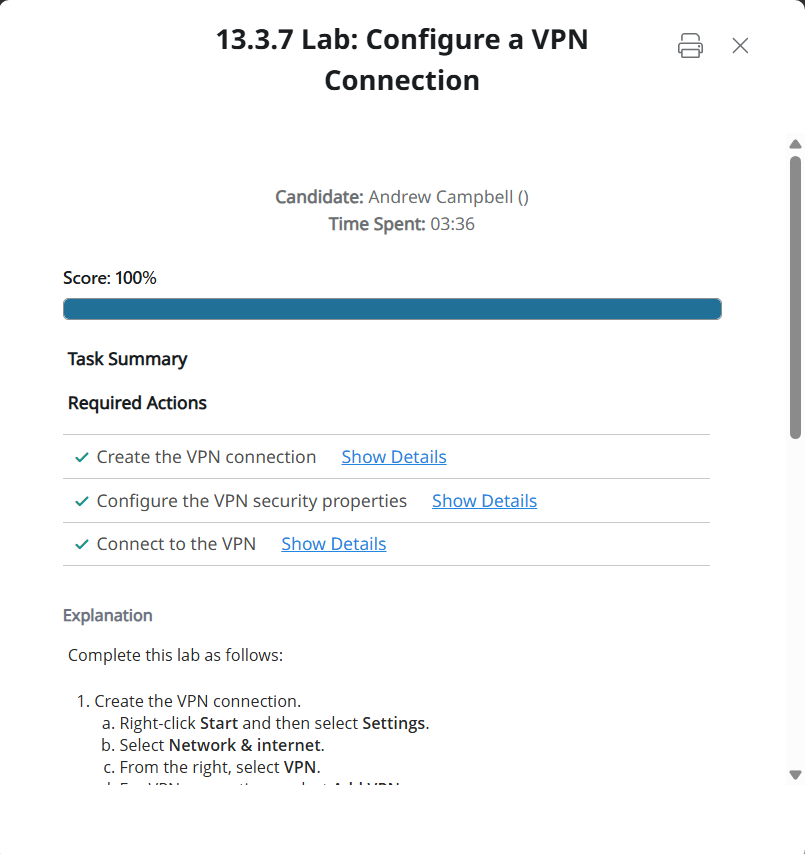 13.3.7 Lab: Configure a VPN
Connection
Candidate: Andrew Campbell ()
Time Spent: 03:36
Score: 100%
Task Summary
Required Actions
Create the VPN connection Show Details
Configure the VPN security properties Show Details
Connect to the VPN Show Details
Explanation
Complete this lab as follows:
1. Create the VPN connection.
a. Right-click Start and then select Settings.
b. Select Network & internet.
c. From the right, select VPN.